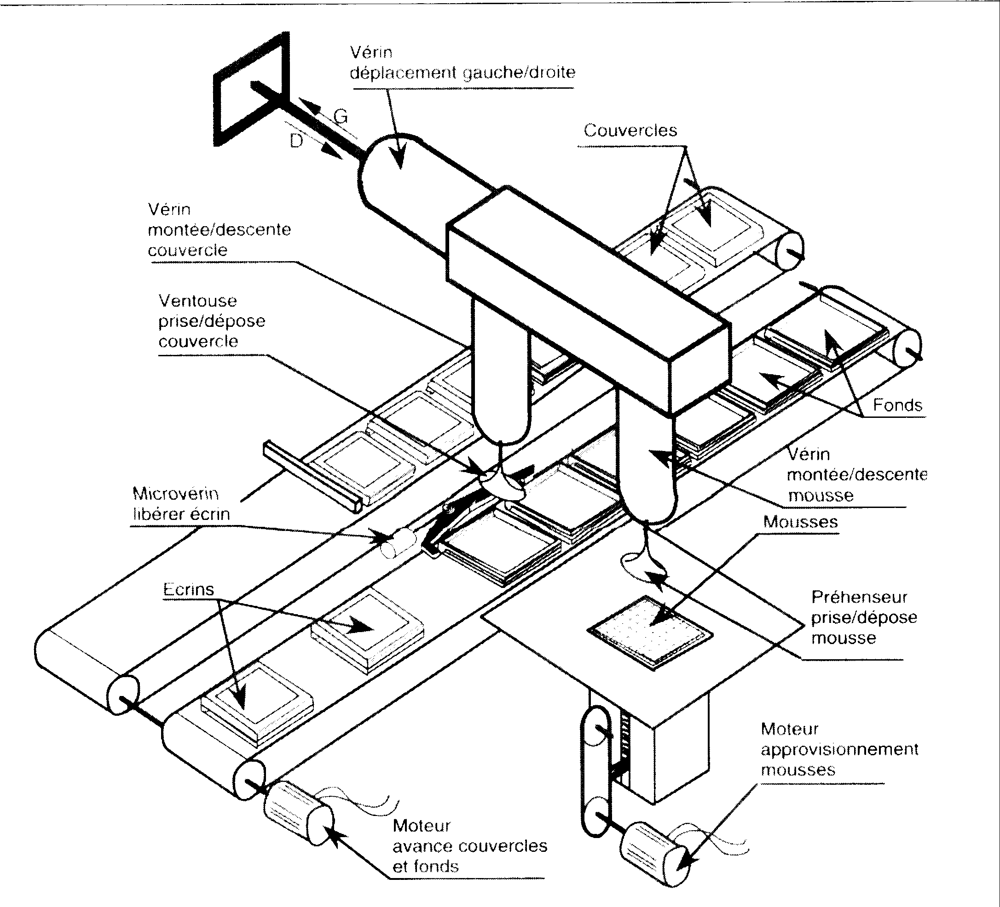 Vérin
déplacement gauche/droite
G
D
Couvercles
Vérin
montée/descente
couvercle
Ventouse
prise/dépose
couvercle
Fonds
Vérin
montée/descente
mousse
Microvérin
libérer écrin
Mousses
Ecrins
Préhenseur
prise/dépose
mousse
Moteur
approvisionnement
mousses
Moteur
avance couvercles
et fonds